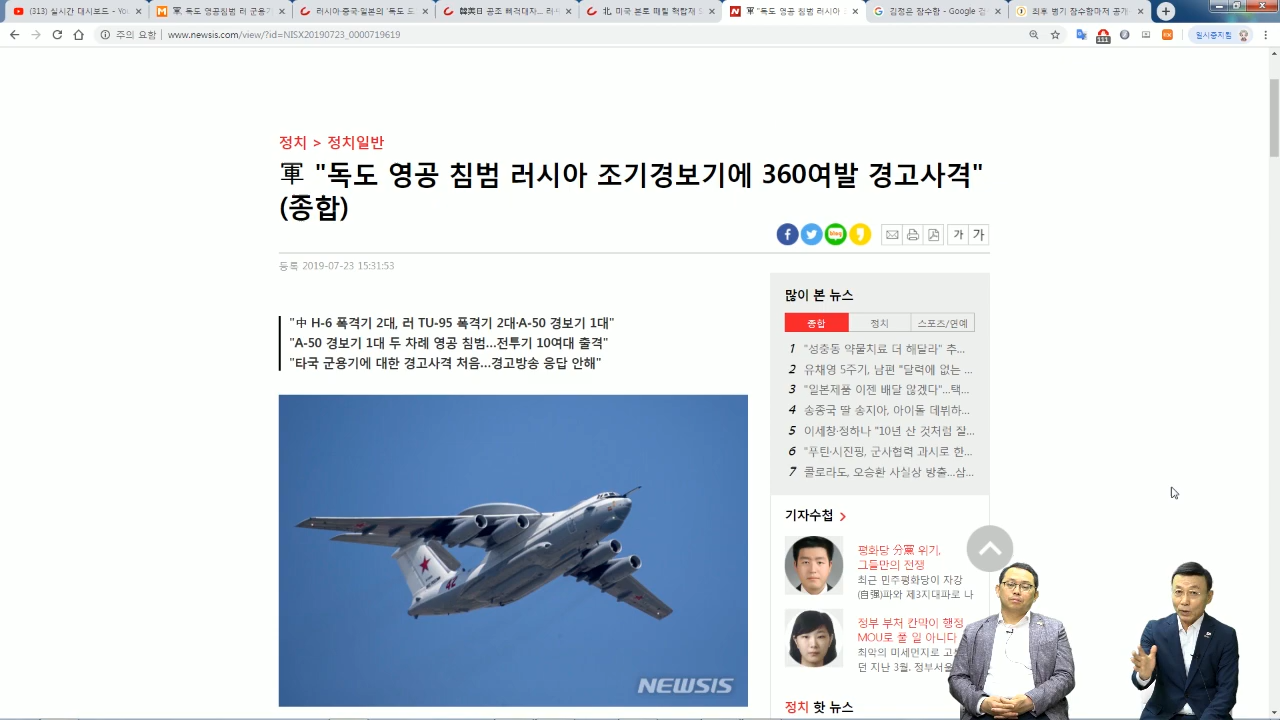 (313) 실시간 대시보드 - Yo
軍 독도 영공침범 러 군용기
러시아·중국·일본의 '독도 도
韓美日 공조 삐걱대자... 러시
北, 미국 본토 때릴 핵탑재
軍 "독도 영공 침범 러시아
김정은 잠수함 - Google 검
최후 병기 잠수함마저 공개
주의 요함
www.newsis.com/view/?id=NISX20190723_0000719619
111
일시중지됨
정치 > 정치일반
軍 "독도 영공 침범 러시아 조기경보기에 360여발 경고사격"
(종합)
blog
가 가
등록 2019-07-23 15:31:53
"中 H-6 폭격기 2대, 러 TU-95 폭격기 2대·A-50 경보기 1대"
"A-50 경보기 1대 두 차례 영공 침범...전투기 10여대 출격"
"타국 군용기에 대한 경고사격 처음...경고방송 응답 안해"
NEWSIS
많이 본 뉴스
종합 정치 스포츠/연예
1 "성중동 약물치료 더 해달라" 추...
2 유채영 5주기, 남편 "달력에 없는 ...
3 "일본제품 이젠 배달 않겠다"...택...
4 송종국 딸 송지아, 아이돌 데뷔하...
5 이세창·정하나 "10년 산 것처럼 잘...
6 "푸틴·시진핑, 군사협력 과시로 한...
7 콜로라도, 오승환 사실상 방출...삼...
기자수첩 >
평화당 分黨 위기,
그들만의 전쟁
최근 민주평화당이 자강
(自强)파와 제3지대파로 나
정부 부처 칸막이 행정
MOU로 풀 일 아니다
최악의 미세먼지로 고
던 지난 3월. 정부서울
정치 핫 뉴스